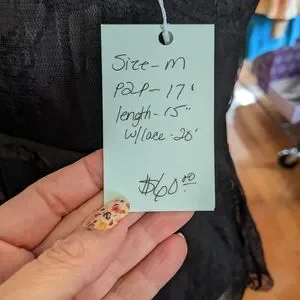 Size - M
P2P - 17"
length - 15"
w/lace - 20"
$60.00